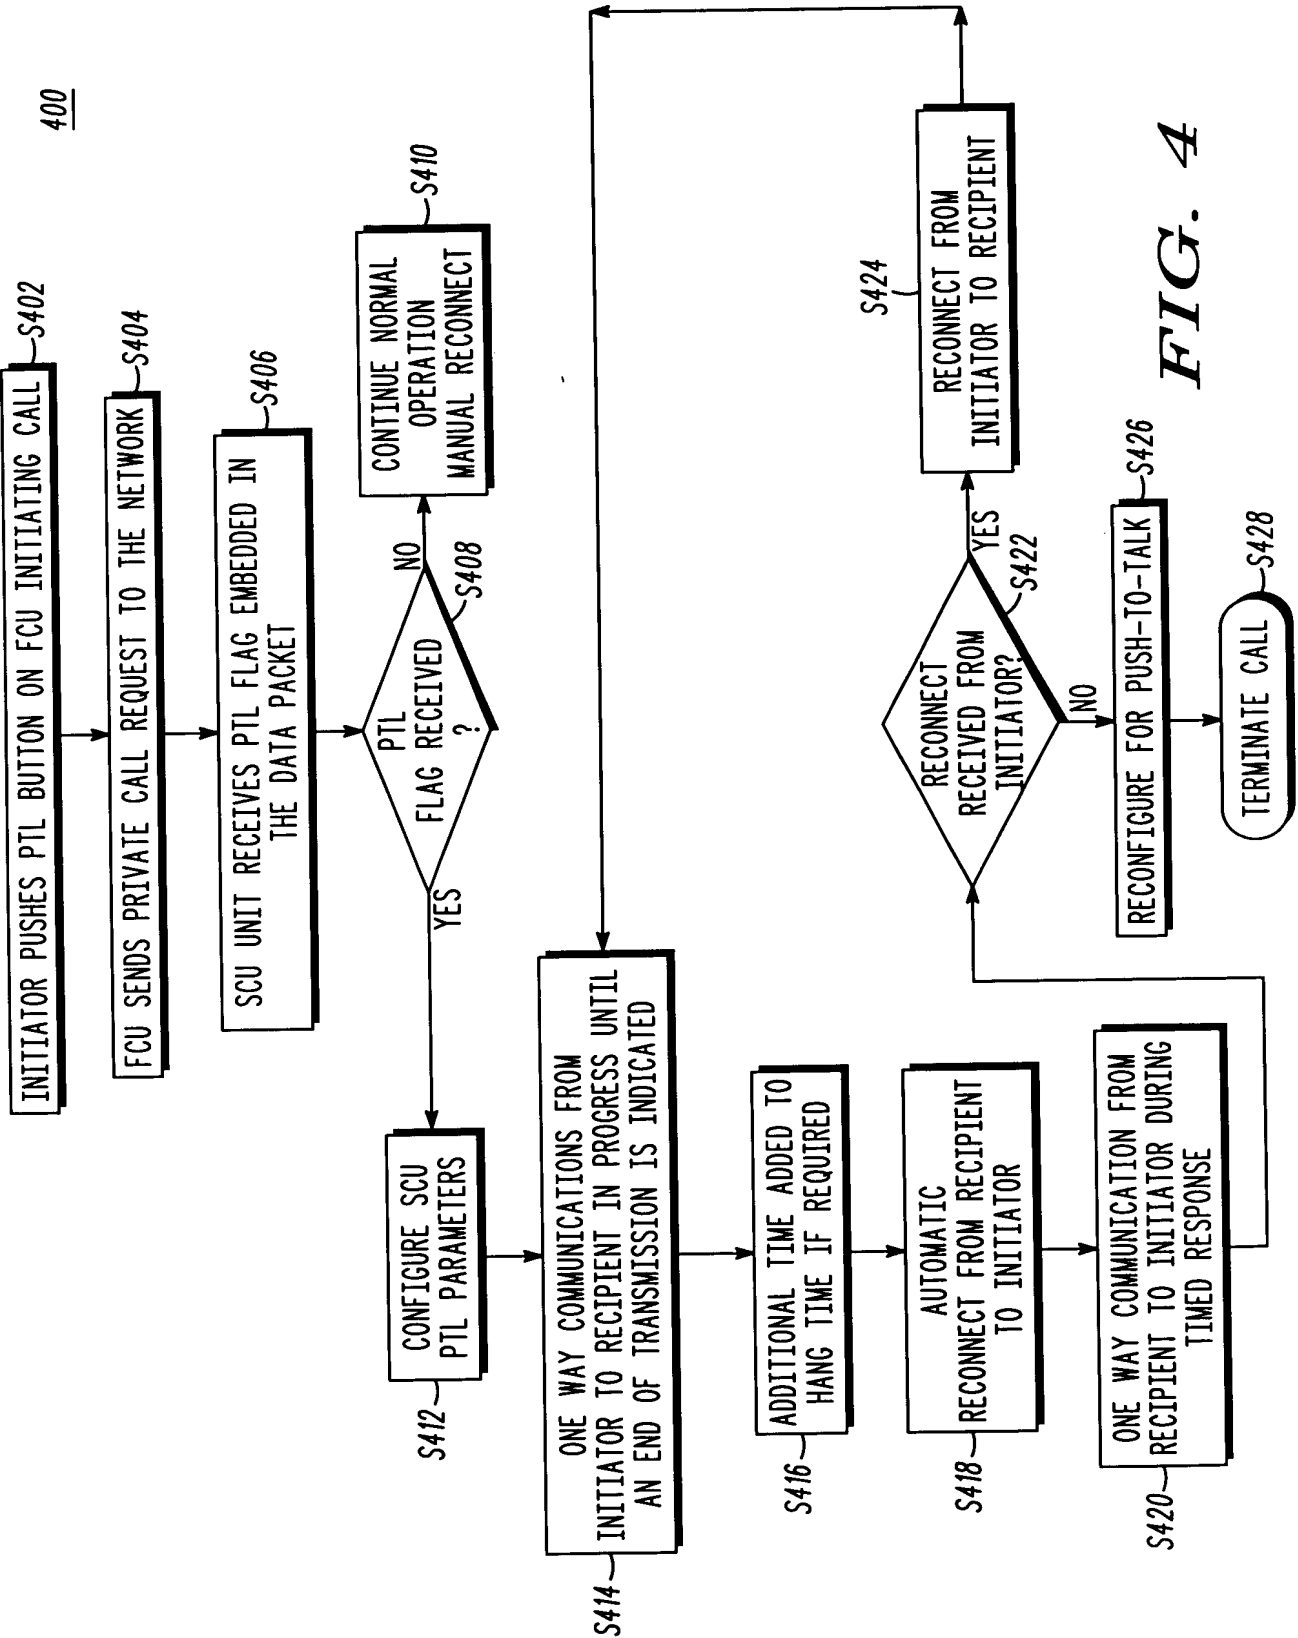 400
INITIATOR PUSHES PTL BUTTON ON FCU INITIATING CALL
S402
FCU SENDS PRIVATE CALL REQUEST TO THE NETWORK
S404
SCU UNIT RECEIVES PTL FLAG EMBEDDED IN
THE DATA PACKET
S406
PTL
FLAG RECEIVED
?
S408
NO
CONTINUE NORMAL
OPERATION
MANUAL RECONNECT
S410
YES
CONFIGURE SCU
PTL PARAMETERS
S412
ONE WAY COMMUNICATIONS FROM
INITIATOR TO RECIPIENT IN PROGRESS UNTIL
AN END OF TRANSMISSION IS INDICATED
S414
ADDITIONAL TIME ADDED TO
HANG TIME IF REQUIRED
S416
AUTOMATIC
RECONNECT FROM RECIPIENT
TO INITIATOR
S418
ONE WAY COMMUNICATION FROM
RECIPIENT TO INITIATOR DURING
TIMED RESPONSE
S420
RECONNECT
RECEIVED FROM
INITIATOR?
S422
YES
RECONNECT FROM
INITIATOR TO RECIPIENT
S424
NO
RECONFIGURE FOR PUSH-TO-TALK
S426
TERMINATE CALL
S428
FIG. 4